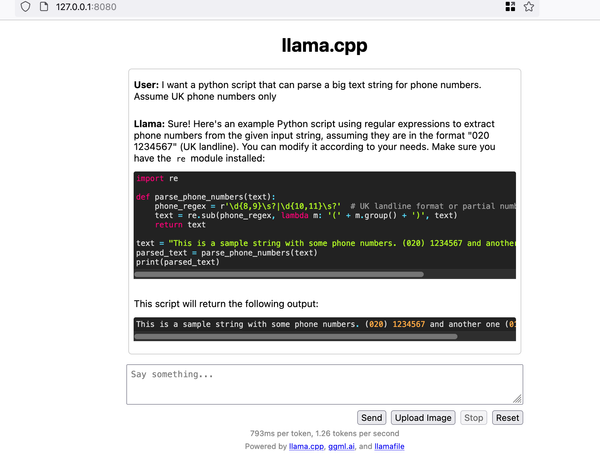 127.0.0.1:8080
llama.cpp
User: I want a python script that can parse a big text string for phone numbers.
Assume UK phone numbers only
Llama: Sure! Here's an example Python script using regular expressions to extract
phone numbers from the given input string, assuming they are in the format "020
1234567" (UK landline). You can modify it according to your needs. Make sure you
have the re module installed:
import re
def parse_phone_numbers(text):
phone_regex = r'\d{8,9}\s?|\d{10,11}\s?' # UK landline format or partial numb
text = re.sub(phone_regex, lambda m: '(' + m.group() + ')', text)
return text
text = "This is a sample string with some phone numbers. (020) 1234567 and another
parsed_text = parse_phone_numbers(text)
print(parsed_text)
This script will return the following output:
This is a sample string with some phone numbers. (020) 1234567 and another one (0
Say something...
Send Upload Image Stop Reset
793ms per token, 1.26 tokens per second
Powered by llama.cpp, ggml.ai, and llamafile